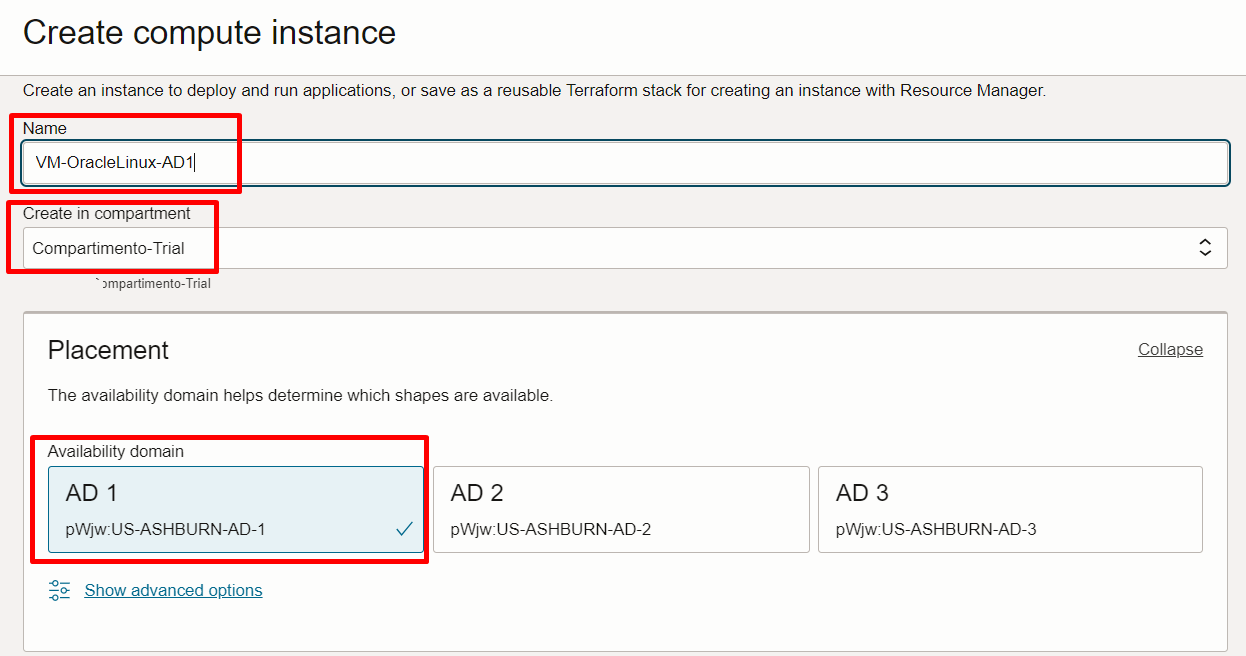 Create compute instance
Create an instance to deploy and run applications, or save as a reusable Terraform stack for creating an instance with Resource Manager.
Name
VM-OracleLinux-AD1
Create in compartment
Compartimento-Trial
ompartimento-Trial
Placement
Collapse
The availability domain helps determine which shapes are available.
Availability domain
AD 1
pWjw:US-ASHBURN-AD-1
AD 2
pWjw:US-ASHBURN-AD-2
AD 3
pWjw:US-ASHBURN-AD-3
Show advanced options